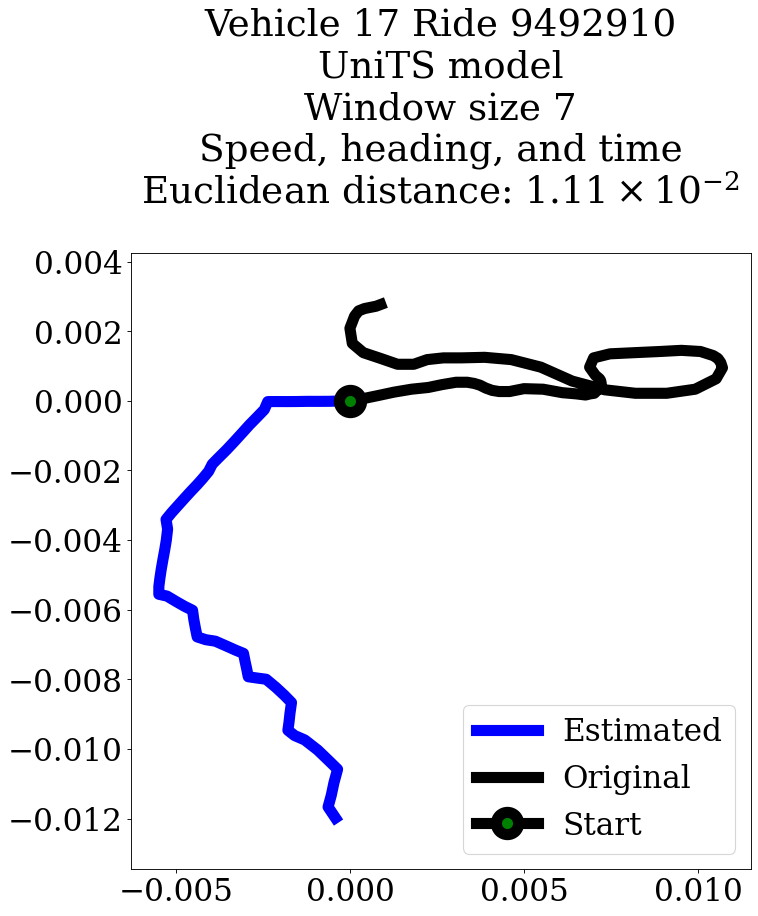 Vehicle 17 Ride 9492910
UniTS model
Window size 7
Speed, heading, and time
Euclidean distance: 1.11 × 10⁻²
0.004
0.002
0.000
−0.002
−0.004
−0.006
−0.008
−0.010
−0.012
Estimated
Original
Start
−0.005 0.000 0.005 0.010